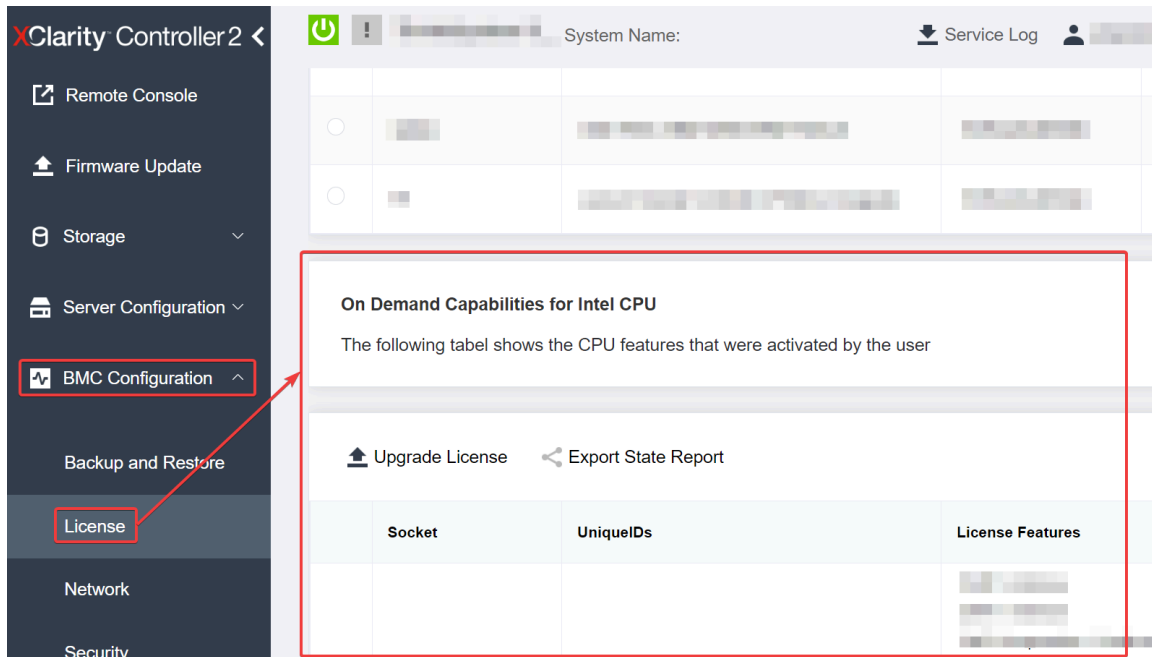 XClarity Controller 2
System Name:
Service Log
Remote Console
Firmware Update
Storage
Server Configuration
BMC Configuration
Backup and Restore
License
Network
Security
On Demand Capabilities for Intel CPU
The following tabel shows the CPU features that were activated by the user
Upgrade License
Export State Report
Socket
UniqueIDs
License Features